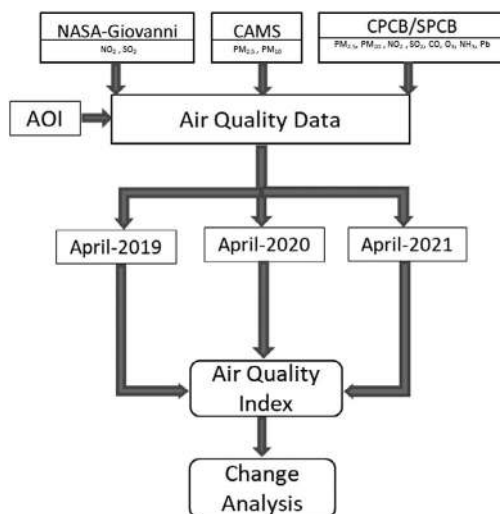 NASA-Giovanni
NO₂ , SO₂
CAMS
PM₂.₅ , PM₁₀
CPCB/SPCB
PM₂.₅, PM₁₀ , NO₂ , SO₂, CO, O₃, NH₃, Pb
AOI
Air Quality Data
April-2019
April-2020
April-2021
Air Quality
Index
Change
Analysis